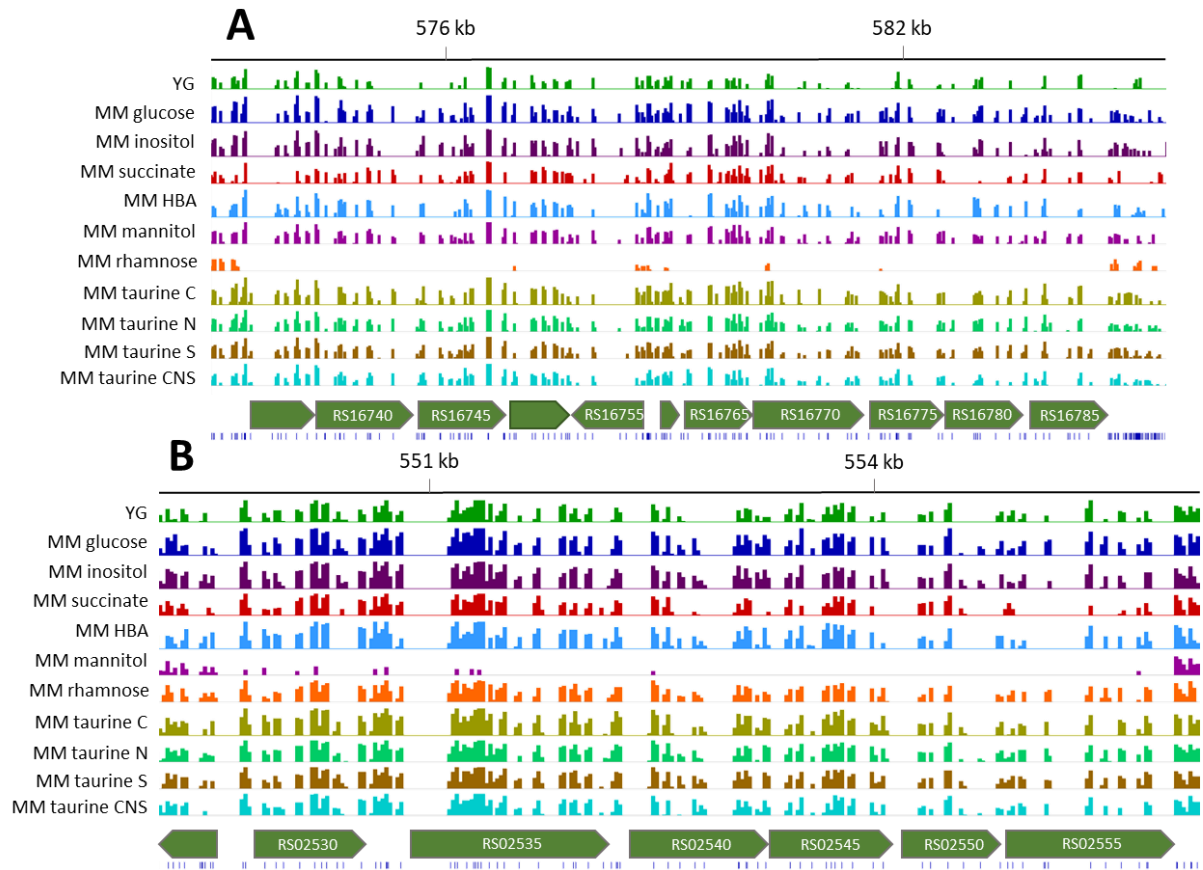 A
576 kb
582 kb
YG
MM glucose
MM inositol
MM succinate
MM HBA
MM mannitol
MM rhamnose
MM taurine C
MM taurine N
MM taurine S
MM taurine CNS
RS16740 RS16745 RS16755 RS16765 RS16770 RS16775 RS16780 RS16785
B
551 kb
554 kb
YG
MM glucose
MM inositol
MM succinate
MM HBA
MM mannitol
MM rhamnose
MM taurine C
MM taurine N
MM taurine S
MM taurine CNS
RS02530 RS02535 RS02540 RS02545 RS02550 RS02555